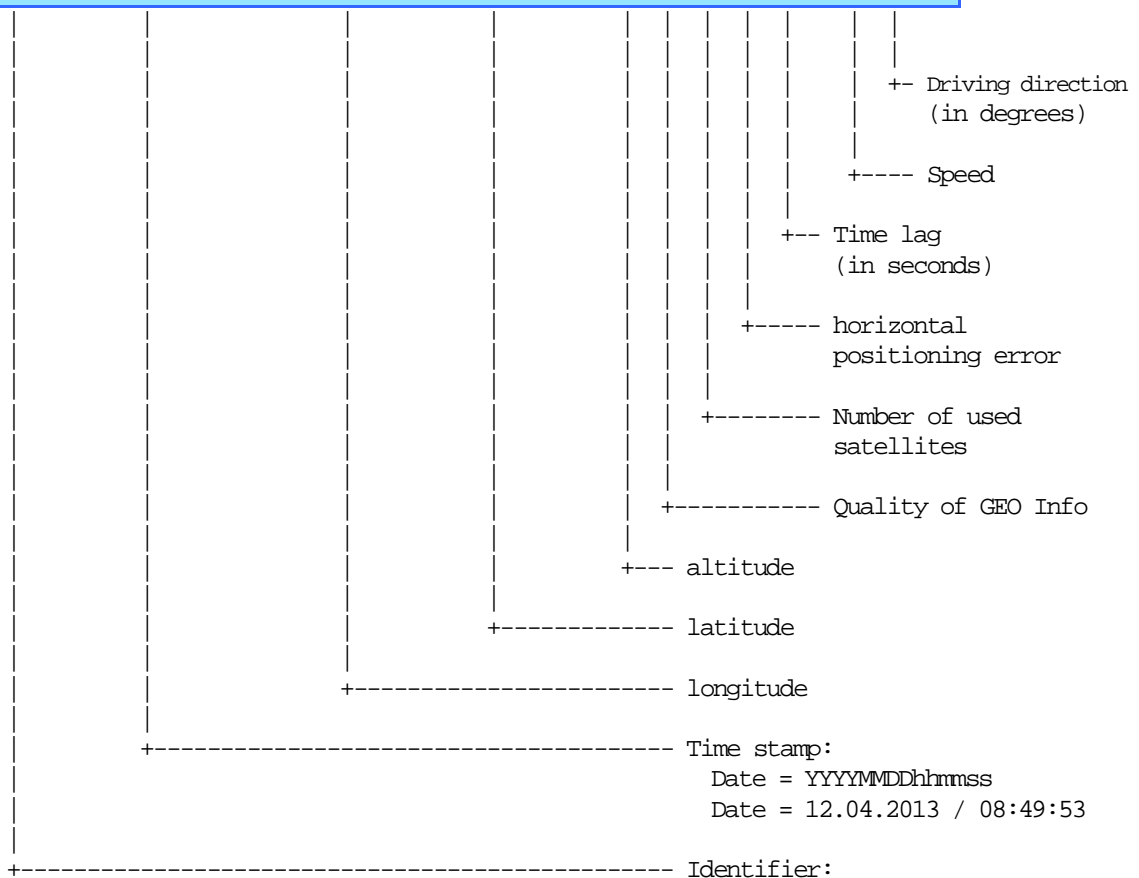 +- Driving direction
(in degrees)
+---- Speed
+-- Time lag
(in seconds)
+----- horizontal
positioning error
+-------- Number of used
satellites
+----------- Quality of GEO Info
+--- altitude
+------------- latitude
+------------------------ longitude
+--------------------------------------- Time stamp:
Date = YYYYMMDDhhmmss
Date = 12.04.2013 / 08:49:53
+------------------------------------------------- Identifier: